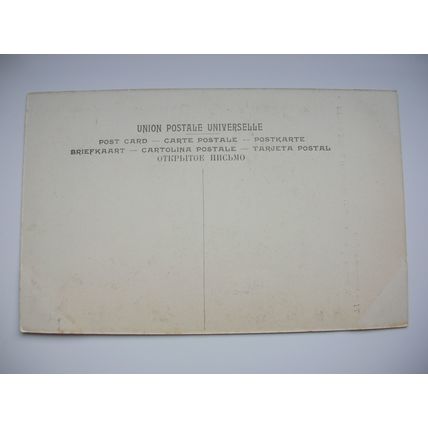 UNION POSTALE UNIVERSELLE
POST CARD — CARTE POSTALE — POSTKARTE
BRIEFKAART — CARTOLINA POSTALE — TARJETA POSTAL
ОТКРЫТОЕ ПИСЬМО